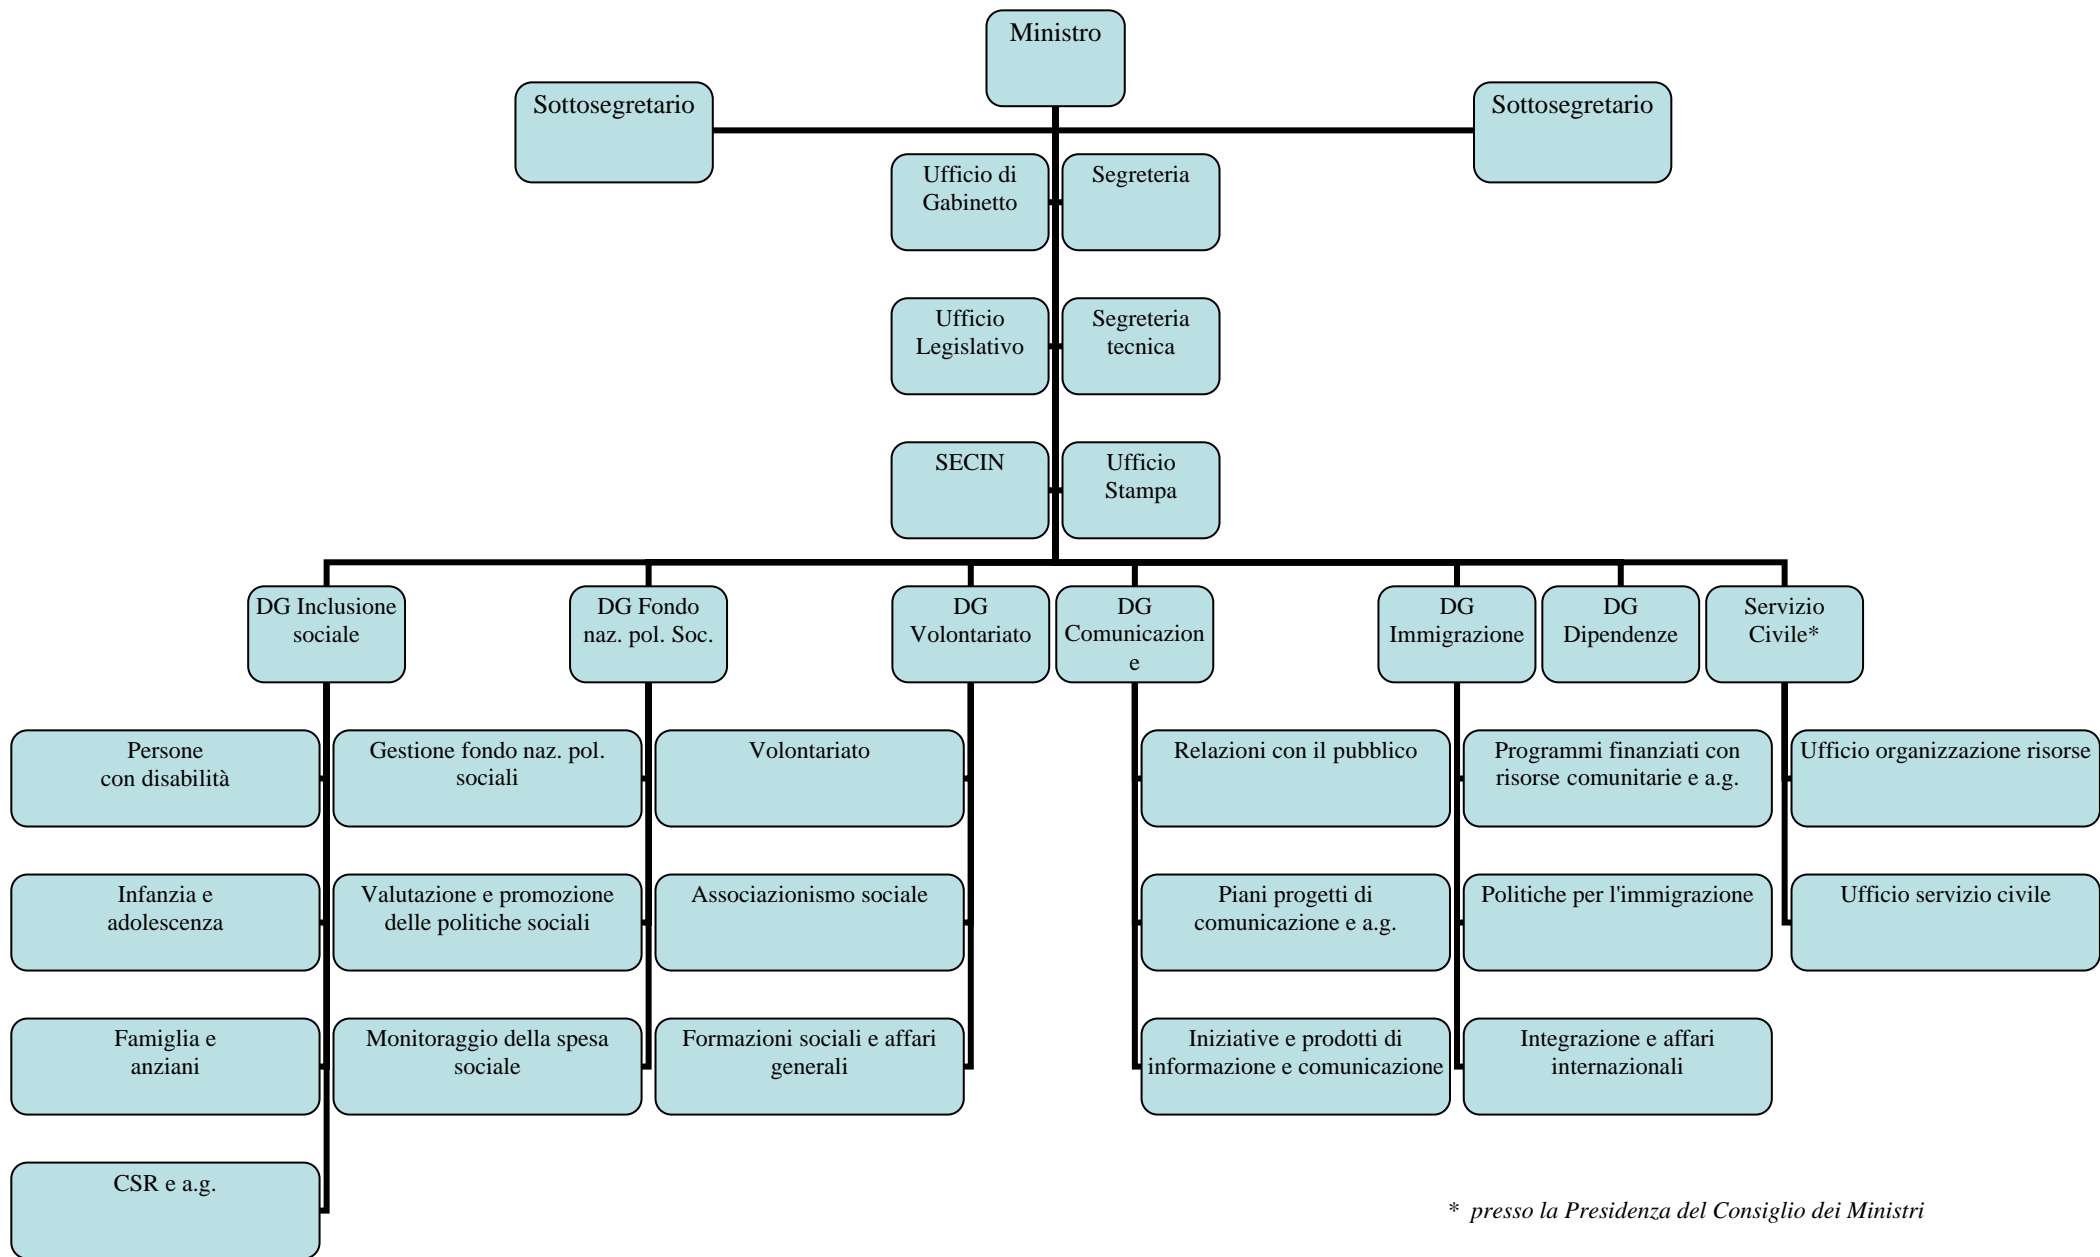 Ministro
Sottosegretario
Sottosegretario
Ufficio di
Gabinetto
Segreteria
Ufficio
Legislativo
Segreteria
tecnica
SECIN
Ufficio
Stampa
DG Inclusione
sociale
DG Fondo
naz. pol. Soc.
DG
Volontariato
DG
Comunicazion
e
DG
Immigrazione
DG
Dipendenze
Servizio
Civile*
Persone
con disabilità
Gestione fondo naz. pol.
sociali
Volontariato
Relazioni con il pubblico
Programmi finanziati con
risorse comunitarie e a.g.
Ufficio organizzazione risorse
Infanzia e
adolescenza
Valutazione e promozione
delle politiche sociali
Associazionismo sociale
Piani progetti di
comunicazione e a.g.
Politiche per l'immigrazione
Ufficio servizio civile
Famiglia e
anziani
Monitoraggio della spesa
sociale
Formazioni sociali e affari
generali
Iniziative e prodotti di
informazione e comunicazione
Integrazione e affari
internazionali
CSR e a.g.
* presso la Presidenza del Consiglio dei Ministri